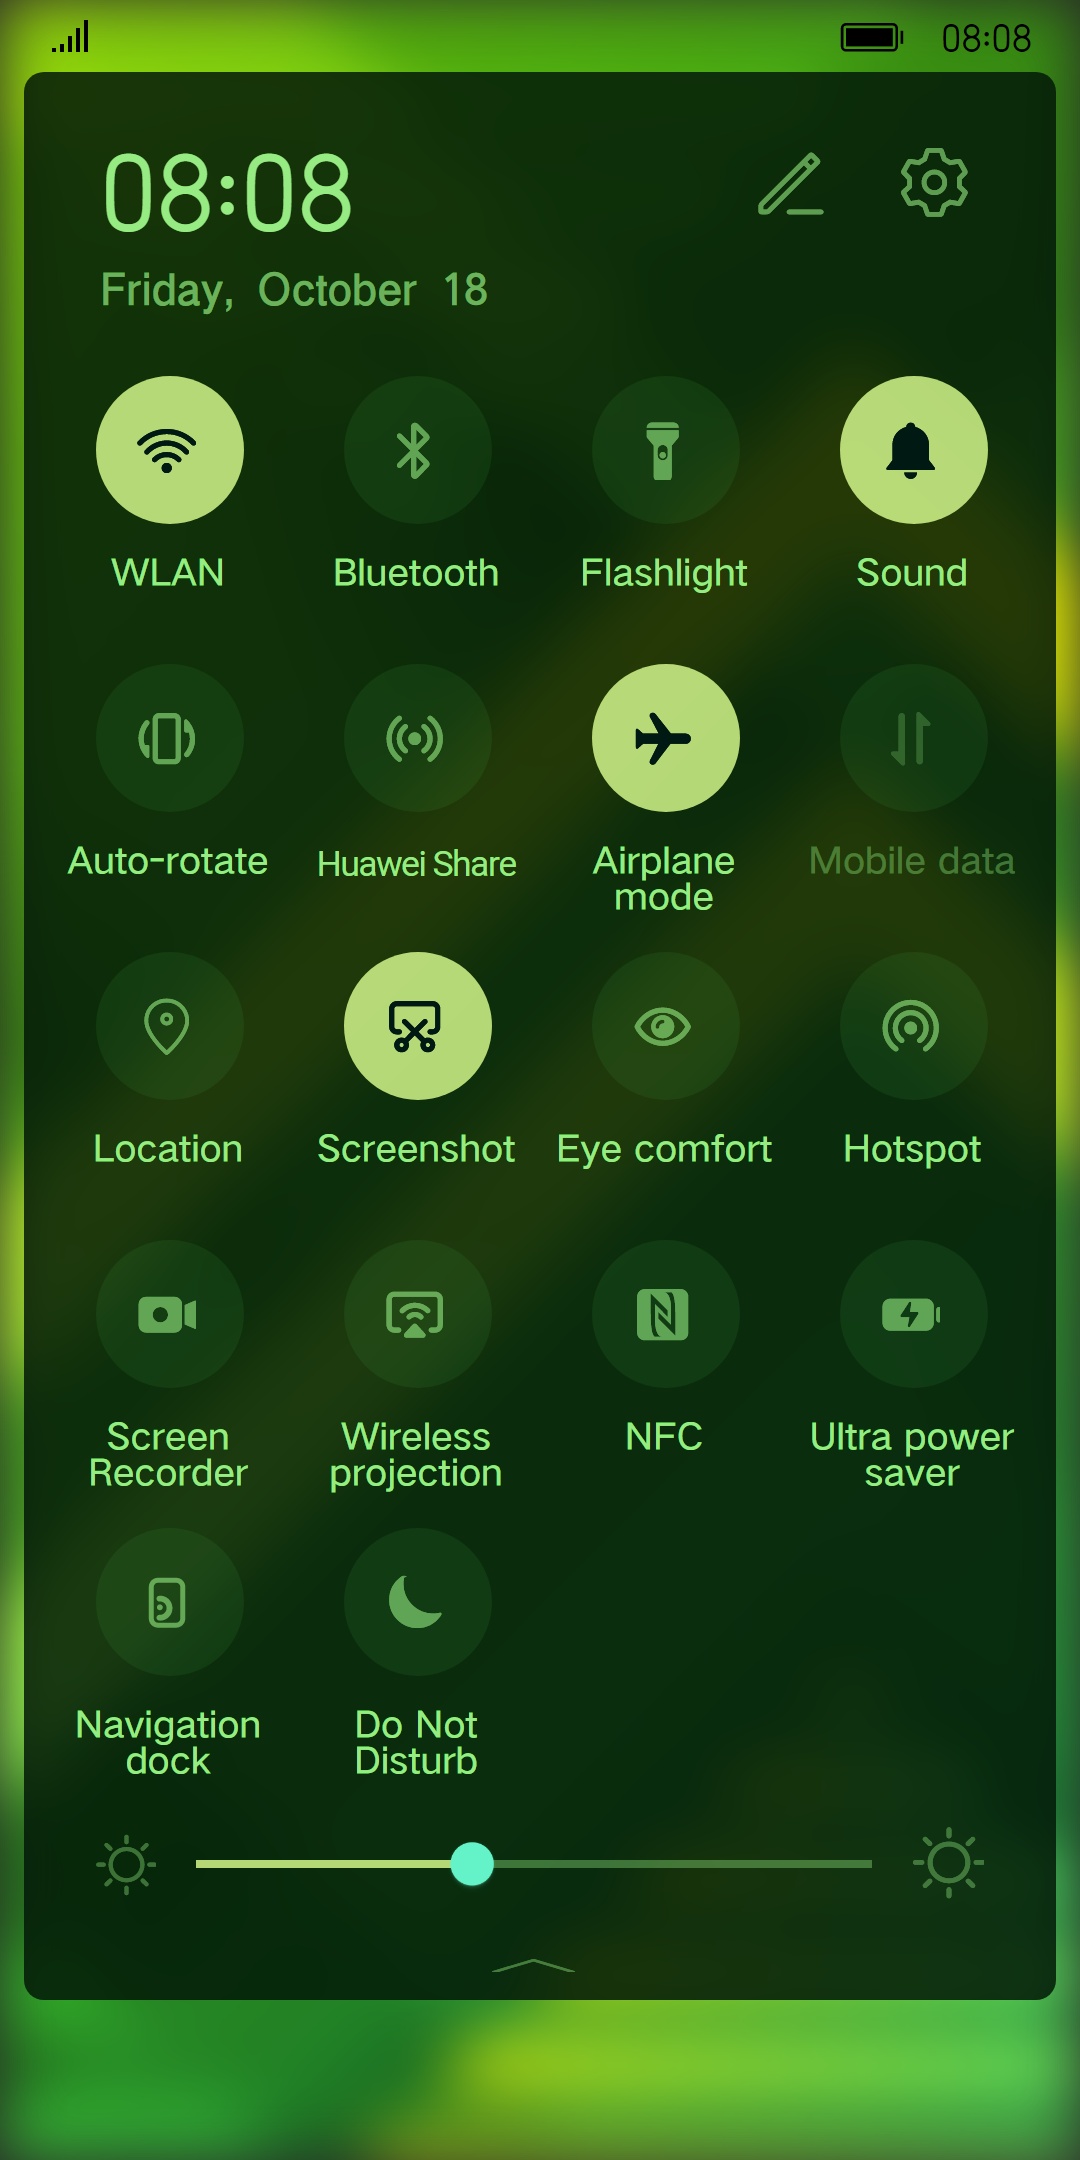 08:08
08:08
Friday, October 18
WLAN
Bluetooth
Flashlight
Sound
Auto-rotate
Huawei Share
Airplane
mode
Mobile data
Location
Screenshot
Eye comfort
Hotspot
Screen
Recorder
Wireless
projection
NFC
Ultra power
saver
Navigation
dock
Do Not
Disturb